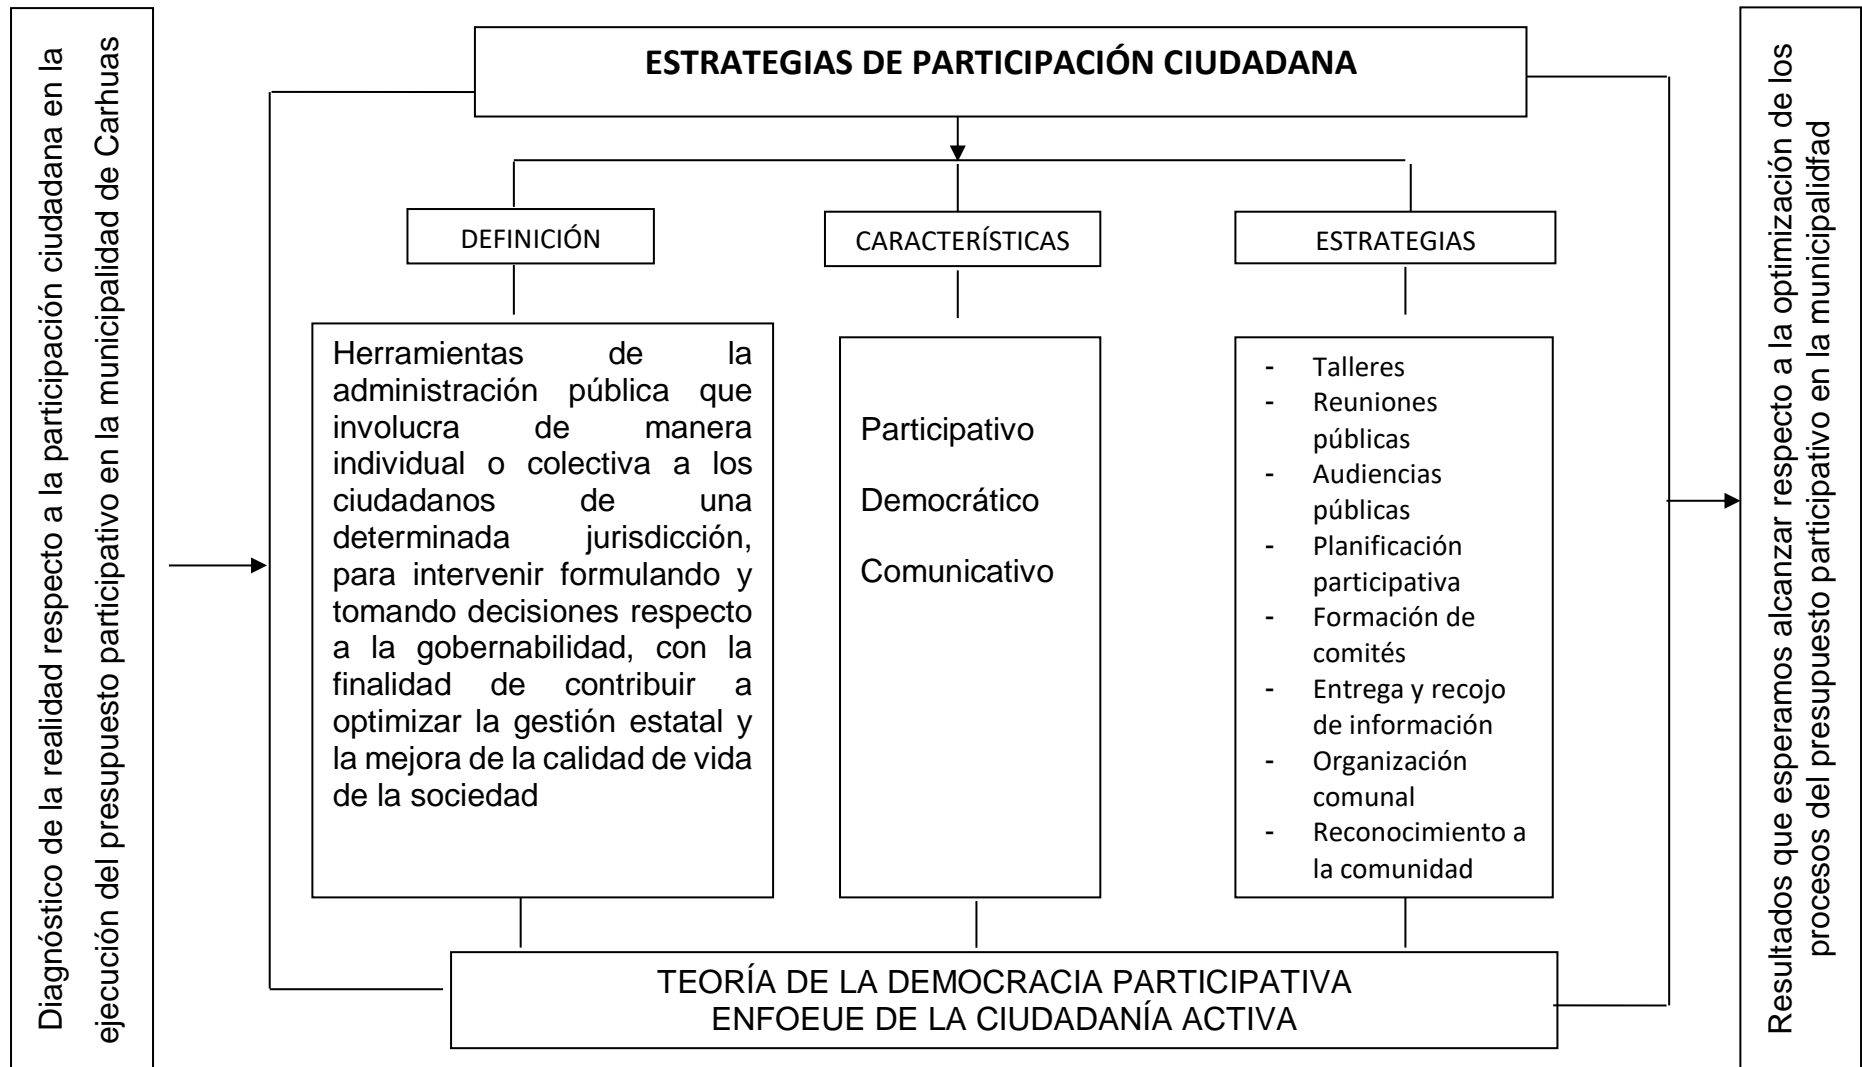 Diagnóstico de la realidad respecto a la participación ciudadana en la
ejecución del presupuesto participativo en la municipalidad de Carhuas
ESTRATEGIAS DE PARTICIPACIÓN CIUDADANA
DEFINICIÓN
Herramientas de la
administración pública que
involucra de manera
individual o colectiva a los
ciudadanos de una
determinada jurisdicción,
para intervenir formulando y
tomando decisiones respecto
a la gobernabilidad, con la
finalidad de contribuir a
optimizar la gestión estatal y
la mejora de la calidad de vida
de la sociedad
CARACTERÍSTICAS
Participativo
Democrático
Comunicativo
ESTRATEGIAS
- Talleres
- Reuniones
públicas
- Audiencias
públicas
- Planificación
participativa
- Formación de
comités
- Entrega y recojo
de información
- Organización
comunal
- Reconocimiento a
la comunidad
TEORÍA DE LA DEMOCRACIA PARTICIPATIVA
ENFOEUE DE LA CIUDADANÍA ACTIVA
Resultados que esperamos alcanzar respecto a la optimización de los
procesos del presupuesto participativo en la municipalidfad